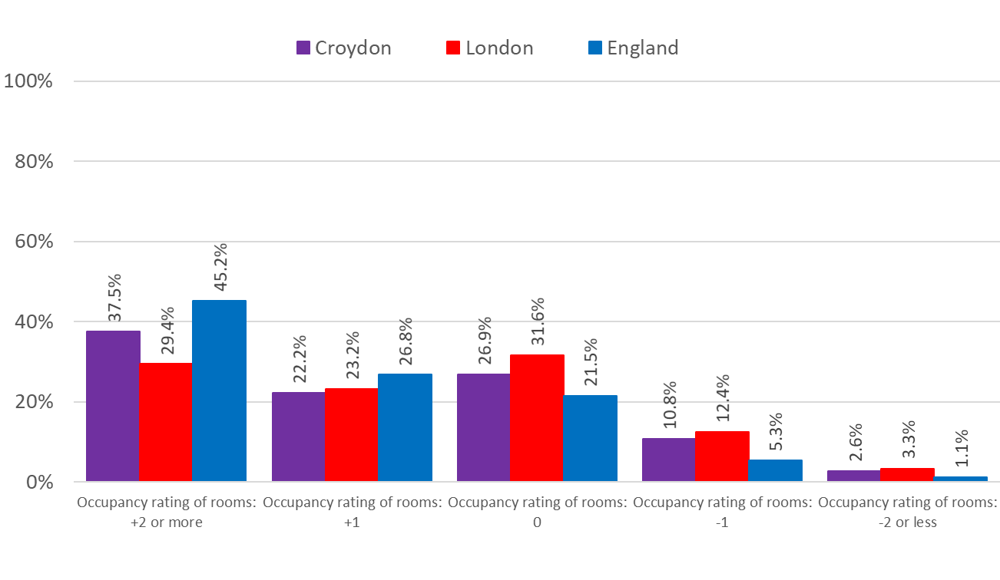 Croydon London England
100%
80%
60%
40%
20%
0%
37.5% 29.4% 45.2%
22.2% 23.2% 26.8%
26.9% 31.6% 21.5%
10.8% 12.4% 5.3%
2.6% 3.3% 1.1%
Occupancy rating of rooms:
+2 or more
Occupancy rating of rooms:
+1
Occupancy rating of rooms:
0
Occupancy rating of rooms:
-1
Occupancy rating of rooms:
-2 or less